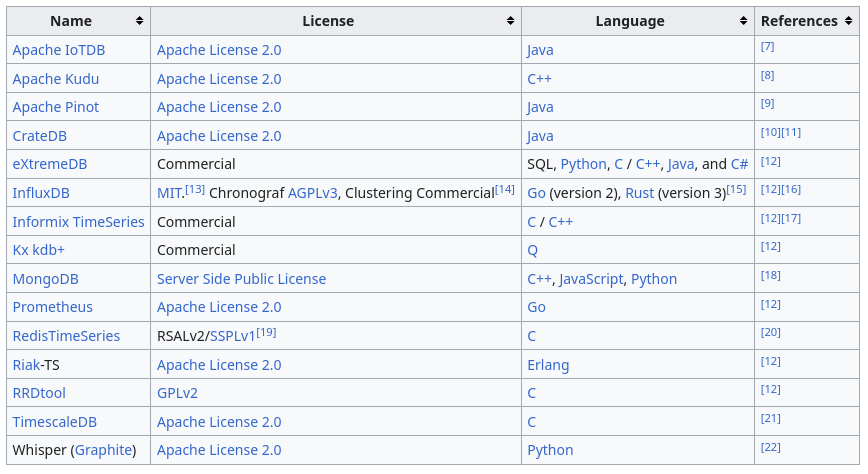 Name License Language References
Apache IoTDB Apache License 2.0 Java [7]
Apache Kudu Apache License 2.0 C++ [8]
Apache Pinot Apache License 2.0 Java [9]
CrateDB Apache License 2.0 Java [10][11]
eXtremeDB Commercial SQL, Python, C / C++, Java, and C# [12]
InfluxDB MIT.[13] Chronograf AGPLv3, Clustering Commercial[14] Go (version 2), Rust (version 3)[15] [12][16]
Informix TimeSeries Commercial C / C++ [12][17]
Kx kdb+ Commercial Q [12]
MongoDB Server Side Public License C++, JavaScript, Python [18]
Prometheus Apache License 2.0 Go [12]
RedisTimeSeries RSALv2/SSPLv1[19] C [20]
Riak-TS Apache License 2.0 Erlang [12]
RRDtool GPLv2 C [12]
TimescaleDB Apache License 2.0 C [21]
Whisper (Graphite) Apache License 2.0 Python [22]